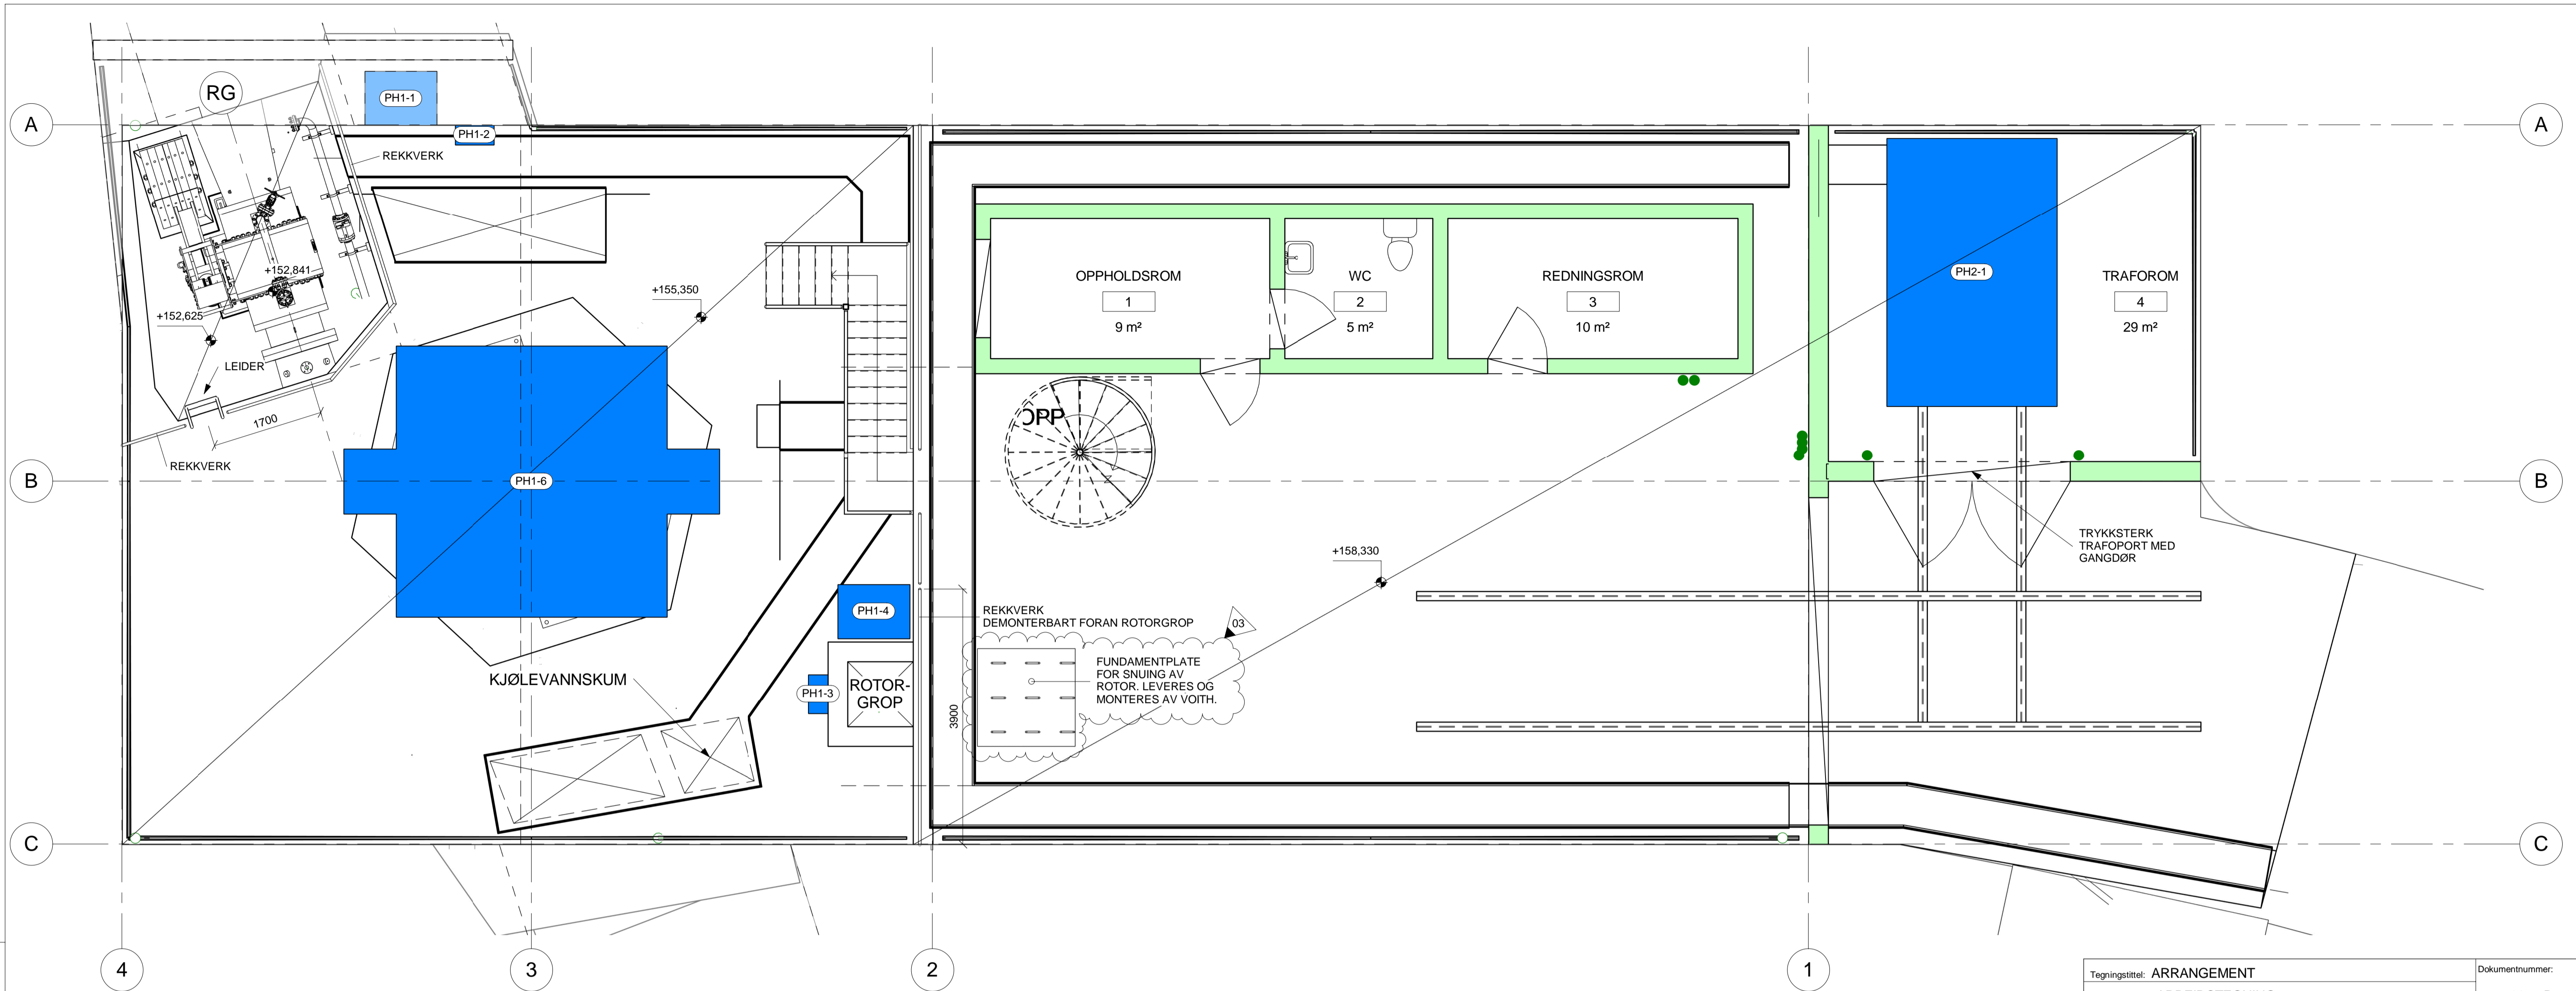 RG
PH1-1
A
A
PH1-2
REKKVERK
+152,841
+155,350
OPPHOLDSROM
1
9 m²
WC
2
5 m²
REDNINGSROM
3
10 m²
PH2-1
TRAFOROM
4
29 m²
+152,625
LEIDER
1700
REKKVERK
OPP
B
PH1-6
B
TRYKKSTERK
TRAFOPORT MED
GANGDØR
+158,330
PH1-4
REKKVERK
DEMONTERBART FORAN ROTORGROP
03
FUNDAMENTPLATE
FOR SNUING AV
ROTOR. LEVERES OG
MONTERES AV VOITH.
KJØLEVANNSKUM
PH1-3
ROTOR-
GROP
3900
C
C
4
3
2
1
Tegningstittel: ARRANGEMENT
Dokumentnummer: